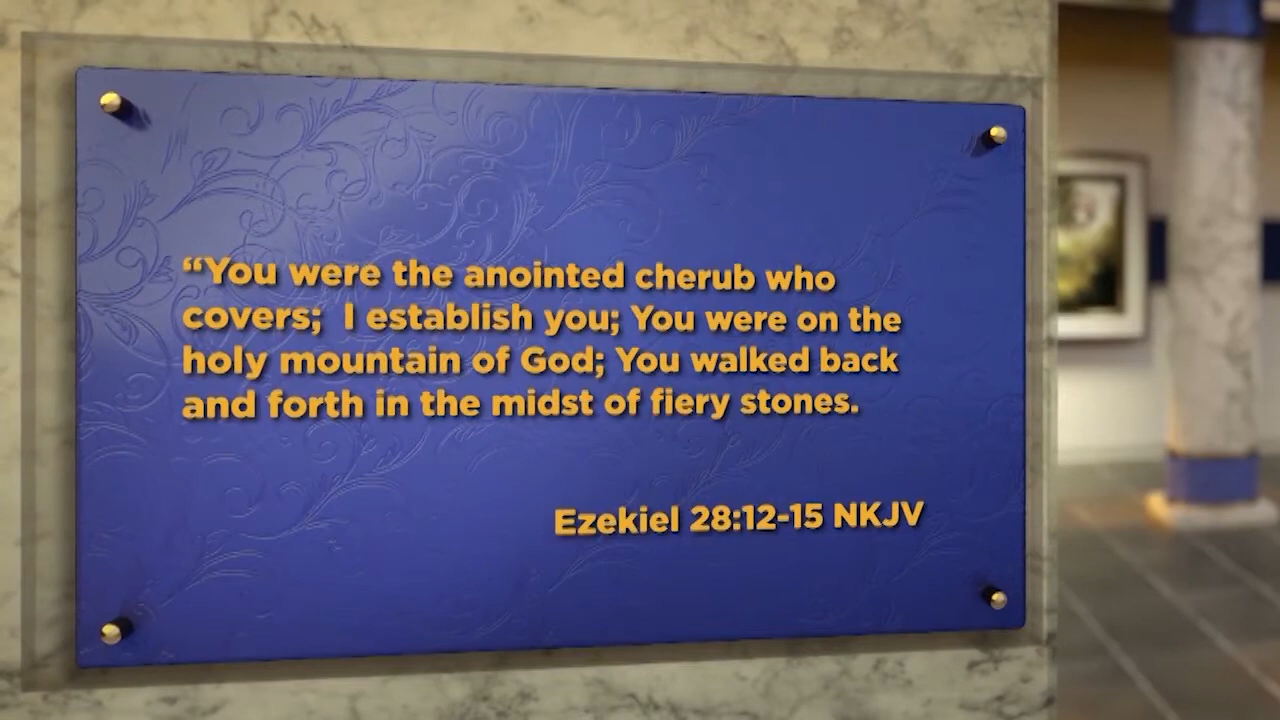 “You were the anointed cherub who
covers;  I establish you; You were on the
holy mountain of God; You walked back
and forth in the midst of fiery stones.
Ezekiel 28:12-15 NKJV